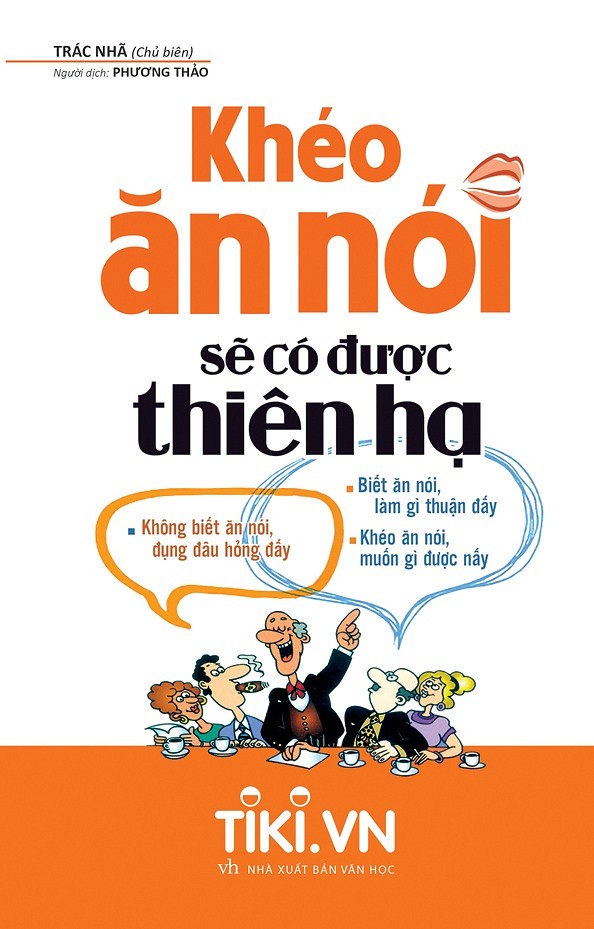 TRÁC NHÃ (Chủ biên)
Người dịch: PHƯƠNG THẢO
Khéo
ăn nói
sẽ có được
thiên hạ
Không biết ăn nói,
đụng đâu hỏng đấy
Biết ăn nói,
làm gì thuận đấy
Khéo ăn nói,
muốn gì được nấy
TIKI.VN
vh NHÀ XUẤT BẢN VĂN HỌC